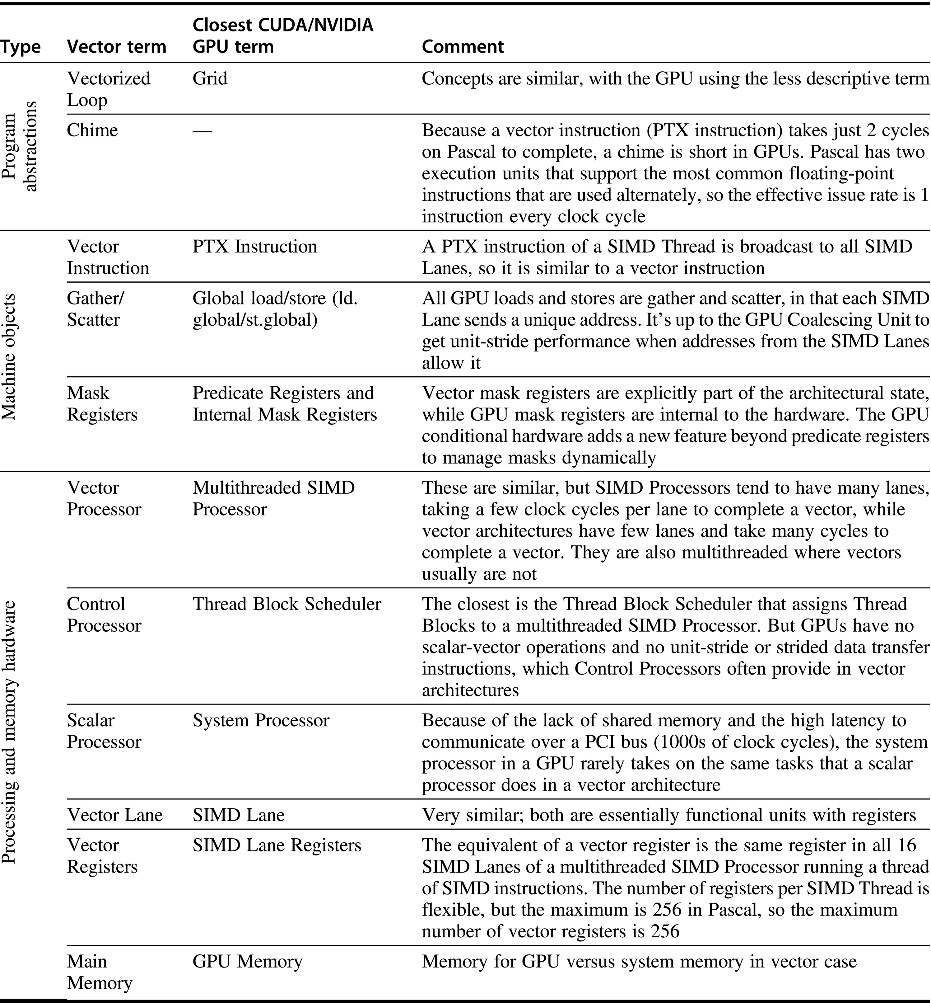 Type
Vector term
Closest CUDA/NVIDIA
GPU term
Comment
Program
abstractions
Vectorized
Loop
Grid
Concepts are similar, with the GPU using the less descriptive term
Chime
—
Because a vector instruction (PTX instruction) takes just 2 cycles
on Pascal to complete, a chime is short in GPUs. Pascal has two
execution units that support the most common floating-point
instructions that are used alternately, so the effective issue rate is 1
instruction every clock cycle
Machine objects
Vector
Instruction
PTX Instruction
A PTX instruction of a SIMD Thread is broadcast to all SIMD
Lanes, so it is similar to a vector instruction
Gather/
Scatter
Global load/store (ld.
global/st.global)
All GPU loads and stores are gather and scatter, in that each SIMD
Lane sends a unique address. It's up to the GPU Coalescing Unit to
get unit-stride performance when addresses from the SIMD Lanes
allow it
Mask
Registers
Predicate Registers and
Internal Mask Registers
Vector mask registers are explicitly part of the architectural state,
while GPU mask registers are internal to the hardware. The GPU
conditional hardware adds a new feature beyond predicate registers
to manage masks dynamically
Processing and memory hardware
Vector
Processor
Multithreaded SIMD
Processor
These are similar, but SIMD Processors tend to have many lanes,
taking a few clock cycles per lane to complete a vector, while
vector architectures have few lanes and take many cycles to
complete a vector. They are also multithreaded where vectors
usually are not
Control
Processor
Thread Block Scheduler
The closest is the Thread Block Scheduler that assigns Thread
Blocks to a multithreaded SIMD Processor. But GPUs have no
scalar-vector operations and no unit-stride or strided data transfer
instructions, which Control Processors often provide in vector
architectures
Scalar
Processor
System Processor
Because of the lack of shared memory and the high latency to
communicate over a PCI bus (1000s of clock cycles), the system
processor in a GPU rarely takes on the same tasks that a scalar
processor does in a vector architecture
Vector Lane
SIMD Lane
Very similar; both are essentially functional units with registers
Vector
Registers
SIMD Lane Registers
The equivalent of a vector register is the same register in all 16
SIMD Lanes of a multithreaded SIMD Processor running a thread
of SIMD instructions. The number of registers per SIMD Thread is
flexible, but the maximum is 256 in Pascal, so the maximum
number of vector registers is 256
Main
Memory
GPU Memory
Memory for GPU versus system memory in vector case